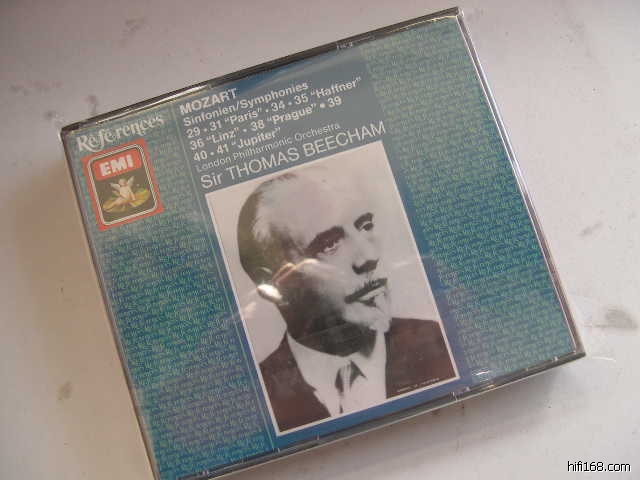 Références
EMI
MOZART
Sinfonien/Symphonies
29 • 31 "Paris" • 34 • 35 "Haffner"
36 "Linz" • 38 "Prague" • 39
40 • 41 "Jupiter"
London Philharmonic Orchestra
Sir THOMAS BEECHAM
hifi168.com